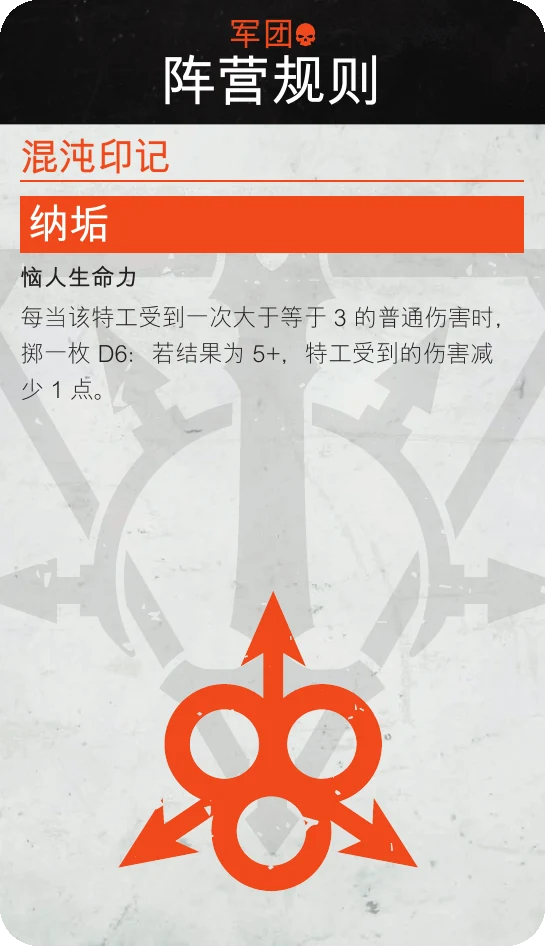 军团
阵营规则
混沌印记
纳垢
恼人生命力
每当该特工受到一次大于等于 3 的普通伤害时，
掷一枚 D6：若结果为 5+，特工受到的伤害减
少 1 点。